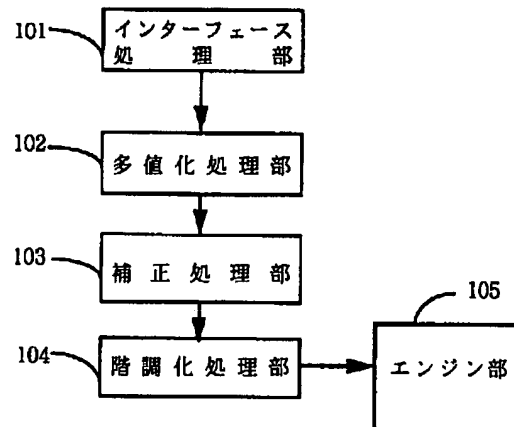 101
インターフェース
処理部
102
多値化処理部
103
補正処理部
104
階調化処理部
105
エンジン部